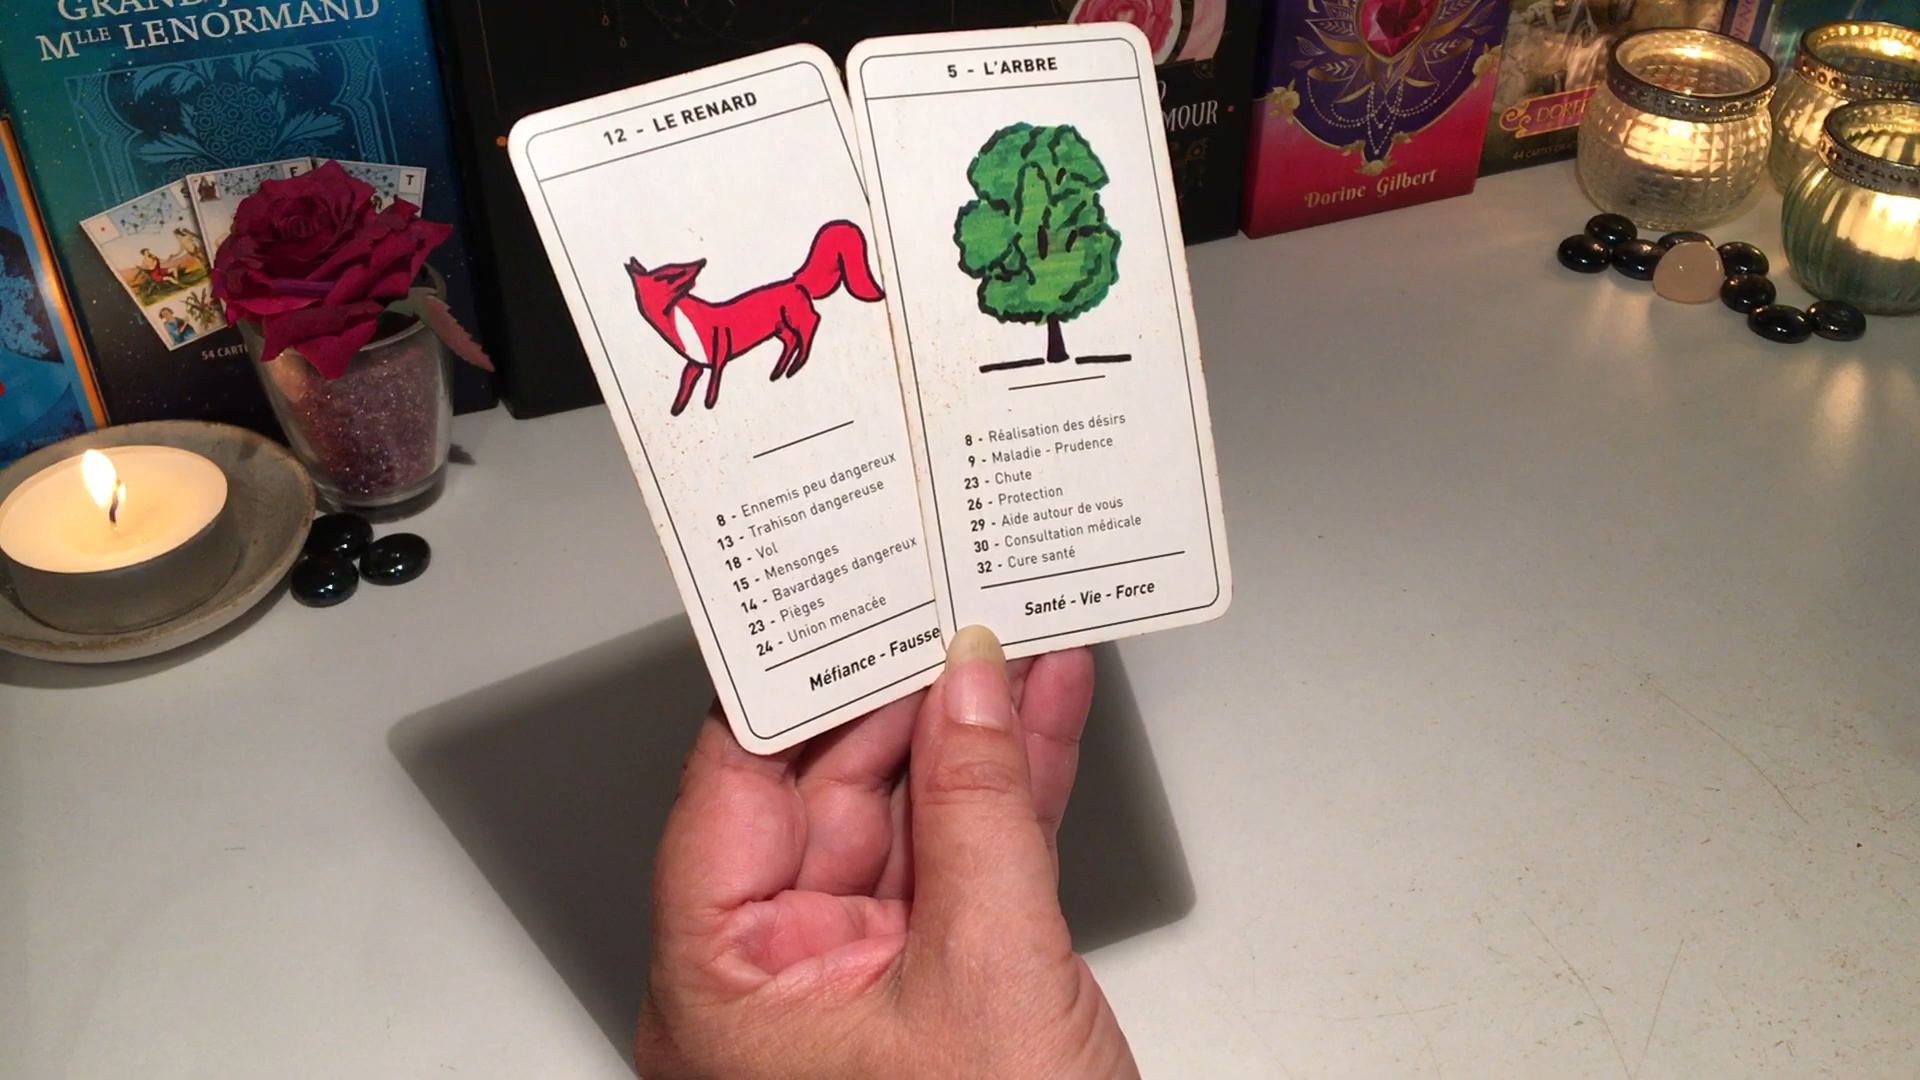 MLLE LENORMAND
54 CART
12 - LE RENARD
8 - Ennemis peu dangereux
13 - Trahison dangereuse
18 - Vol
15 - Mensonges
14 - Bavardages dangereux
23 - Pièges
24 - Union menacée
Méfiance - Fausse
5 - L'ARBRE
8 - Réalisation des désirs
9 - Maladie - Prudence
23 - Chute
26 - Protection
29 - Aide autour de vous
30 - Consultation médicale
32 - Cure santé
Santé - Vie - Force
MOUR
Dorine Gilbert